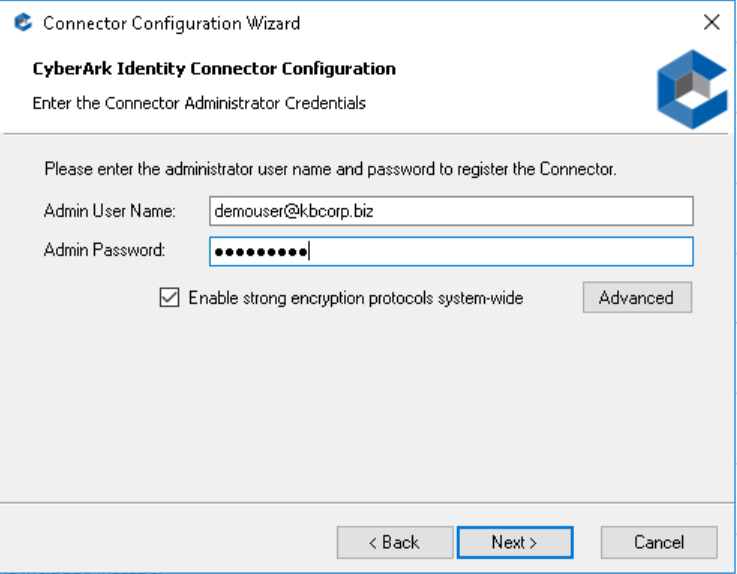 Connector Configuration Wizard
CyberArk Identity Connector Configuration
Enter the Connector Administrator Credentials
Please enter the administrator user name and password to register the Connector.
Admin User Name: demouser@kbcorp.biz
Admin Password: ●●●●●●●●●
Enable strong encryption protocols system-wide Advanced
< Back Next > Cancel